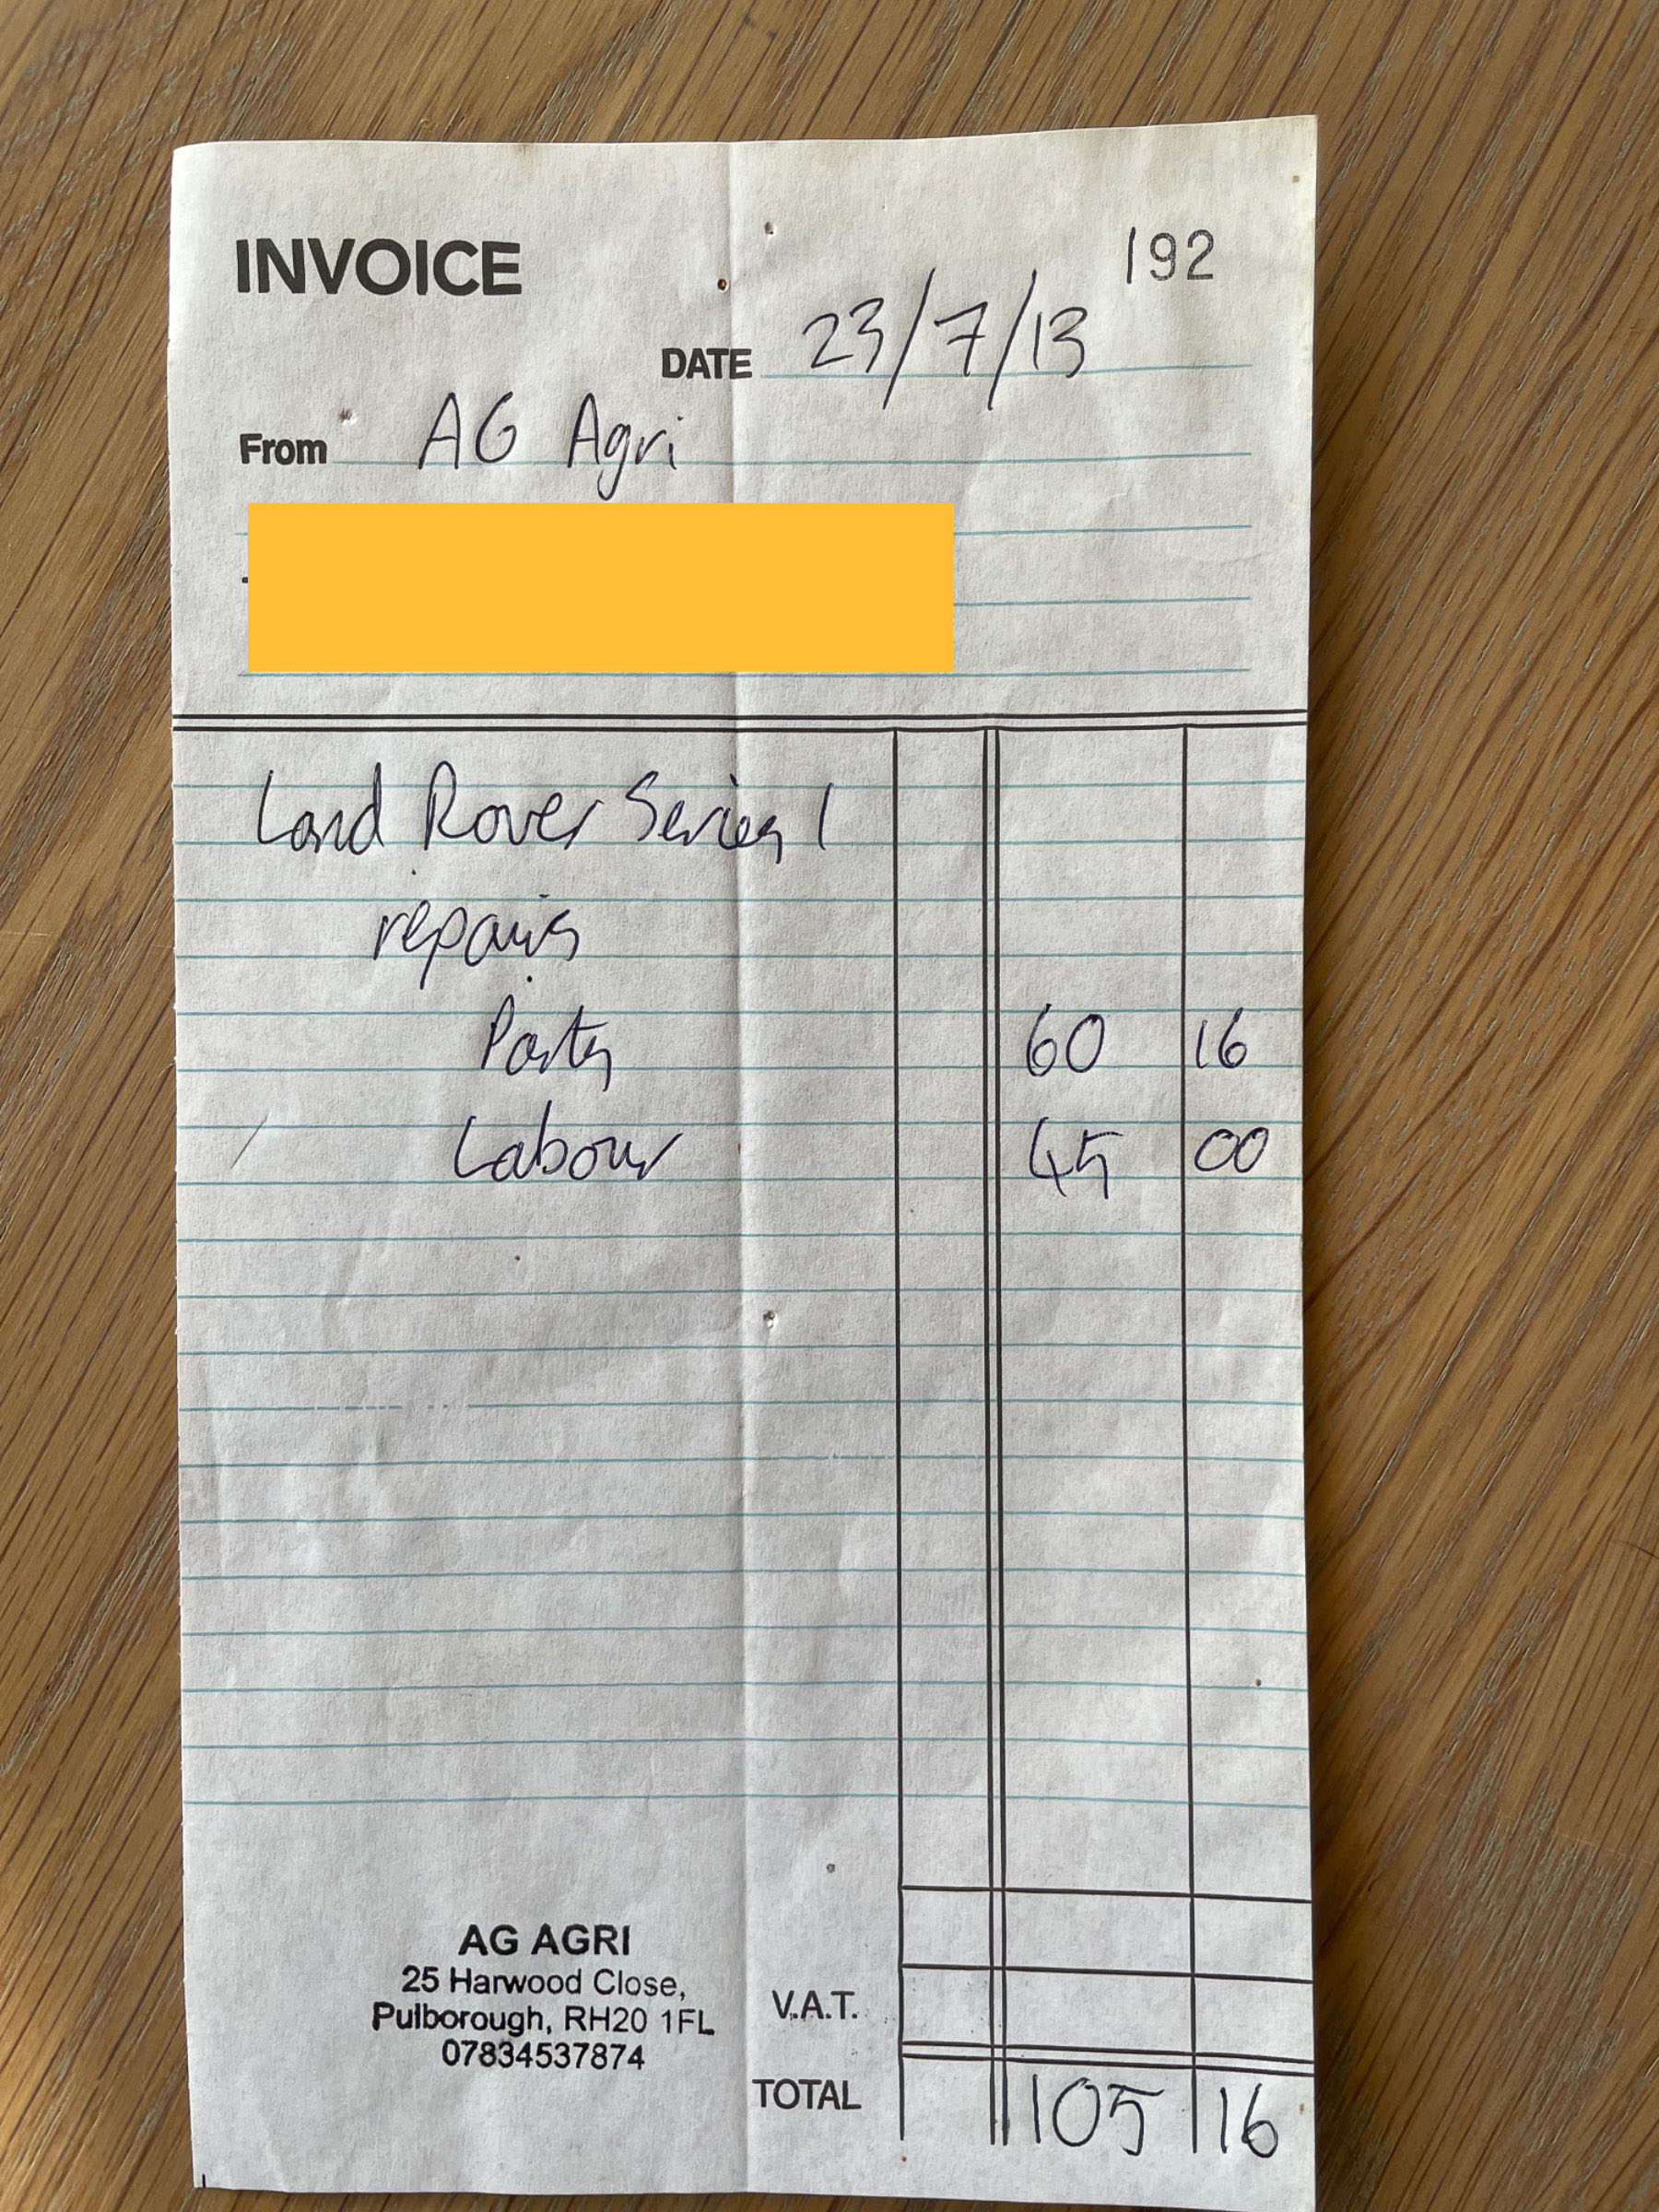 INVOICE
192
DATE 23/7/13
From AG Agri
Land Rover Series 1
repairs
Parts 60 16
Labour 45 00
AG AGRI
25 Harwood Close,
Pulborough, RH20 1FL
07834537874
V.A.T.
TOTAL 105 16